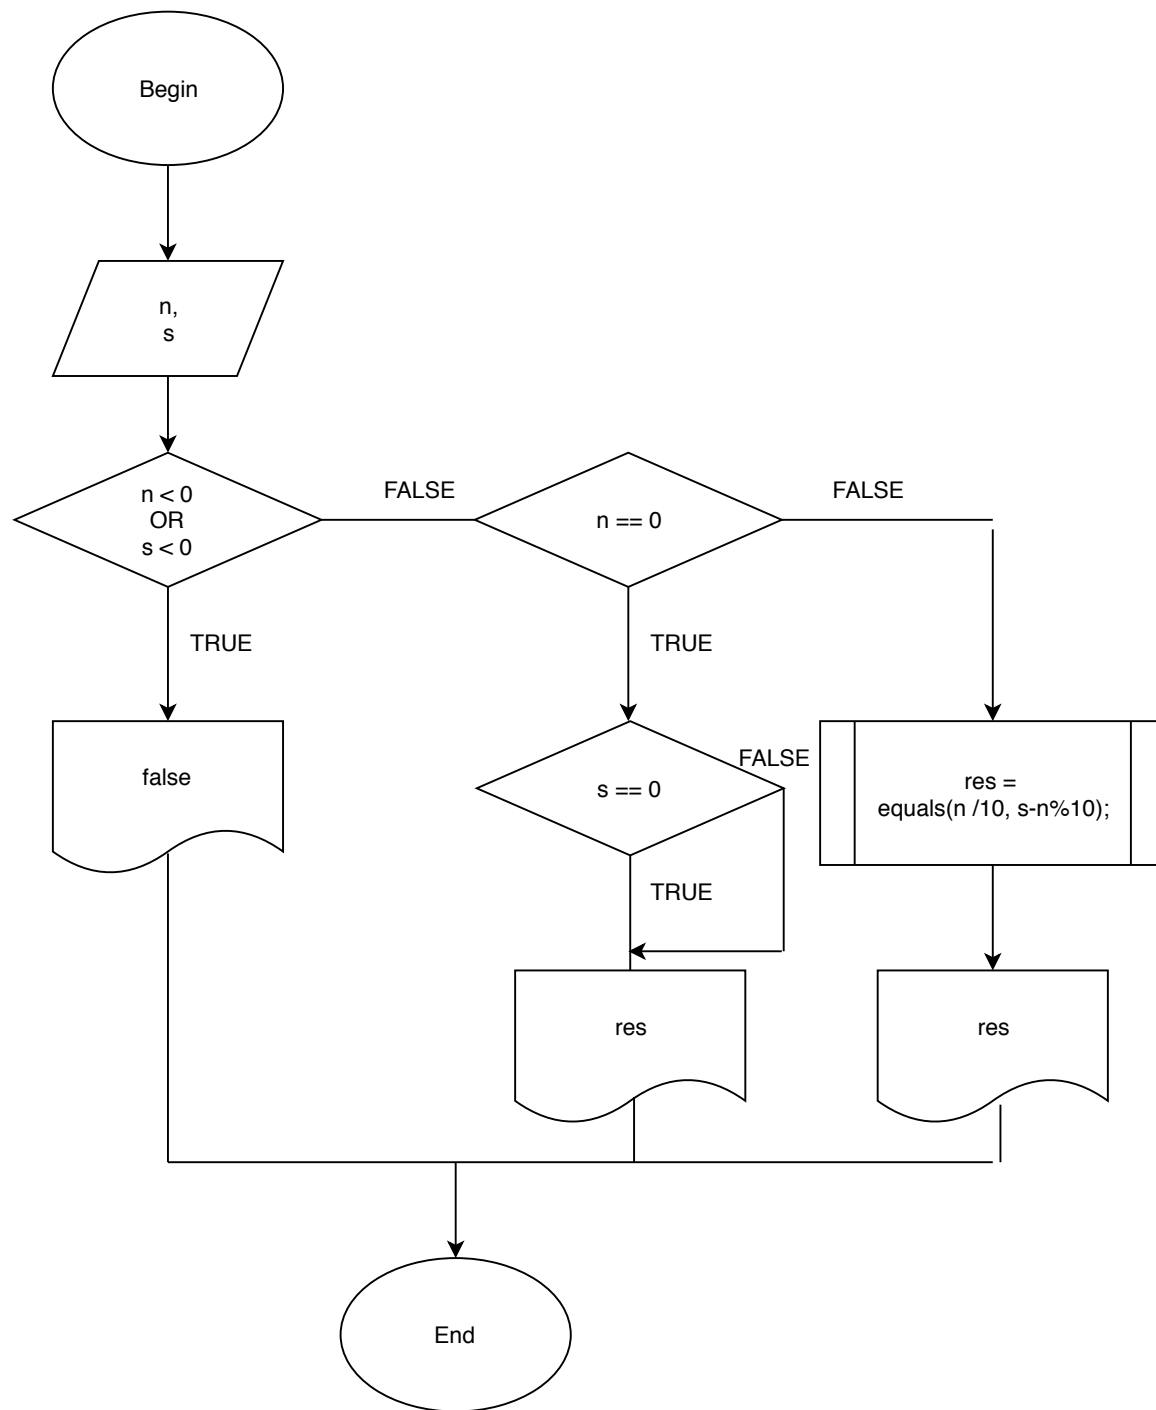 Begin
n,
s
n < 0
OR
s < 0
FALSE
n == 0
FALSE
TRUE
TRUE
false
s == 0
FALSE
res =
equals(n /10, s-n%10);
TRUE
res
res
End